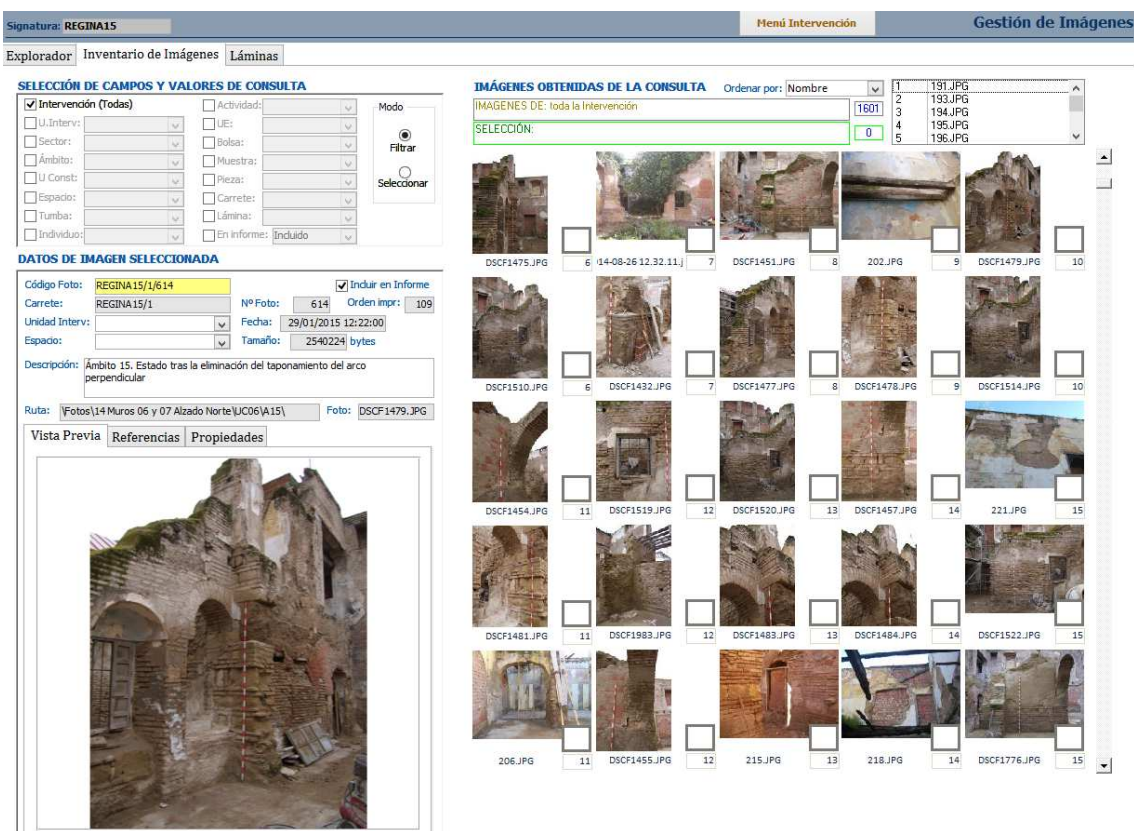 Signatura: REGINA15
Menú Intervención
Gestión de Imágenes
Explorador Inventario de Imágenes Láminas
SELECCIÓN DE CAMPOS Y VALORES DE CONSULTA
Intervención (Todas) Actividad: Modo
U.Interv: UE:
Sector: Bolsa: Filtrar
Ámbito: Muestra:
U Const: Pieza: Seleccionar
Espacio: Carrete:
Tumba: Lámina:
Individuo: En informe: Incluido
IMÁGENES OBTENIDAS DE LA CONSULTA Ordenar por: Nombre
IMAGENES DE: toda la Intervención 1601
SELECCIÓN: 0
1 191.JPG
2 193.JPG
3 194.JPG
4 195.JPG
5 196.JPG
DATOS DE IMAGEN SELECCIONADA
Código Foto: REGINA15/1/614 Incluir en Informe
Carrete: REGINA15/1 Nº Foto: 614 Orden impr: 109
Unidad Interv: Fecha: 29/01/2015 12:22:00
Espacio: Tamaño: 2540224 bytes
Descripción: Ámbito 15. Estado tras la eliminación del taponamiento del arco
perpendicular
Ruta: \Fotos\14 Muros 06 y 07 Alzado Norte\UC06\A15\ Foto: DSCF1479.JPG
Vista Previa Referencias Propiedades
DSCF1475.JPG 6 14-08-26 12.32.11.j 7 DSCF1451.JPG 8 202.JPG 9 DSCF1479.JPG 10
DSCF1510.JPG 6 DSCF1432.JPG 7 DSCF1477.JPG 8 DSCF1478.JPG 9 DSCF1514.JPG 10
DSCF1454.JPG 11 DSCF1519.JPG 12 DSCF1520.JPG 13 DSCF1457.JPG 14 221.JPG 15
DSCF1481.JPG 11 DSCF1983.JPG 12 DSCF1483.JPG 13 DSCF1484.JPG 14 DSCF1522.JPG 15
206.JPG 11 DSCF1455.JPG 12 215.JPG 13 218.JPG 14 DSCF1776.JPG 15